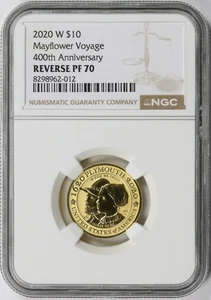 2020 W $10
Mayflower Voyage
400th Anniversary
REVERSE PF 70
8298962-012
NUMISMATIC GUARANTY COMPANY
NGC
1620 PLYMOUTH 2020
UNITED STATES of AMERICA